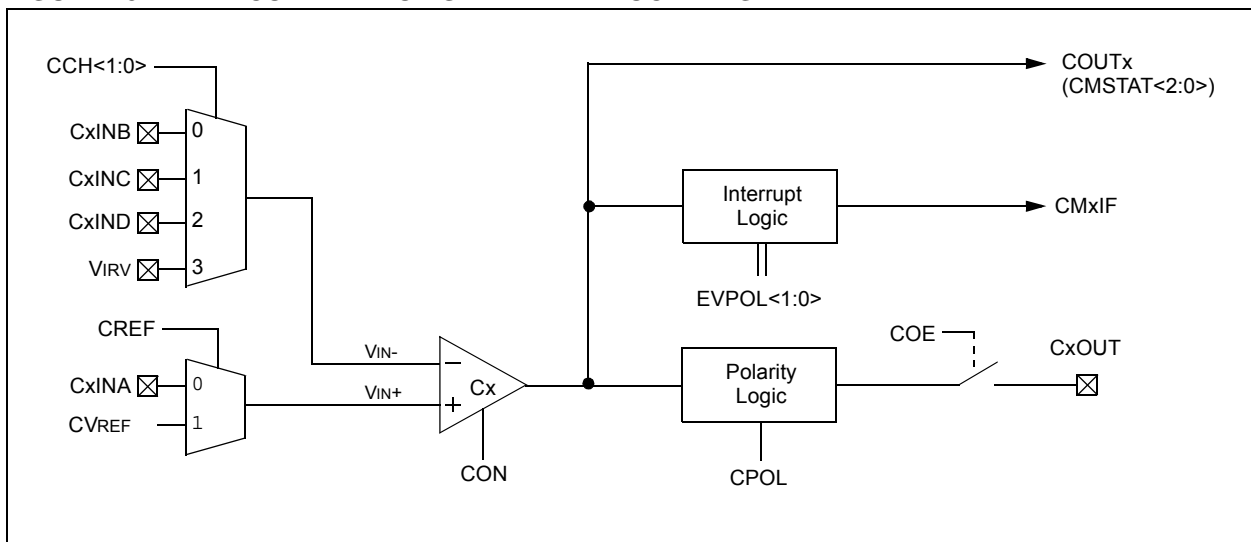 CCH<1:0>
CxINB 0
CxINC 1
CxIND 2
VIRV 3
CREF
CxINA 0
CVREF 1
VIN-
VIN+
–
+
Cx
CON
COUTx
(CMSTAT<2:0>)
Interrupt
Logic
CMxIF
EVPOL<1:0>
COE
CxOUT
Polarity
Logic
CPOL